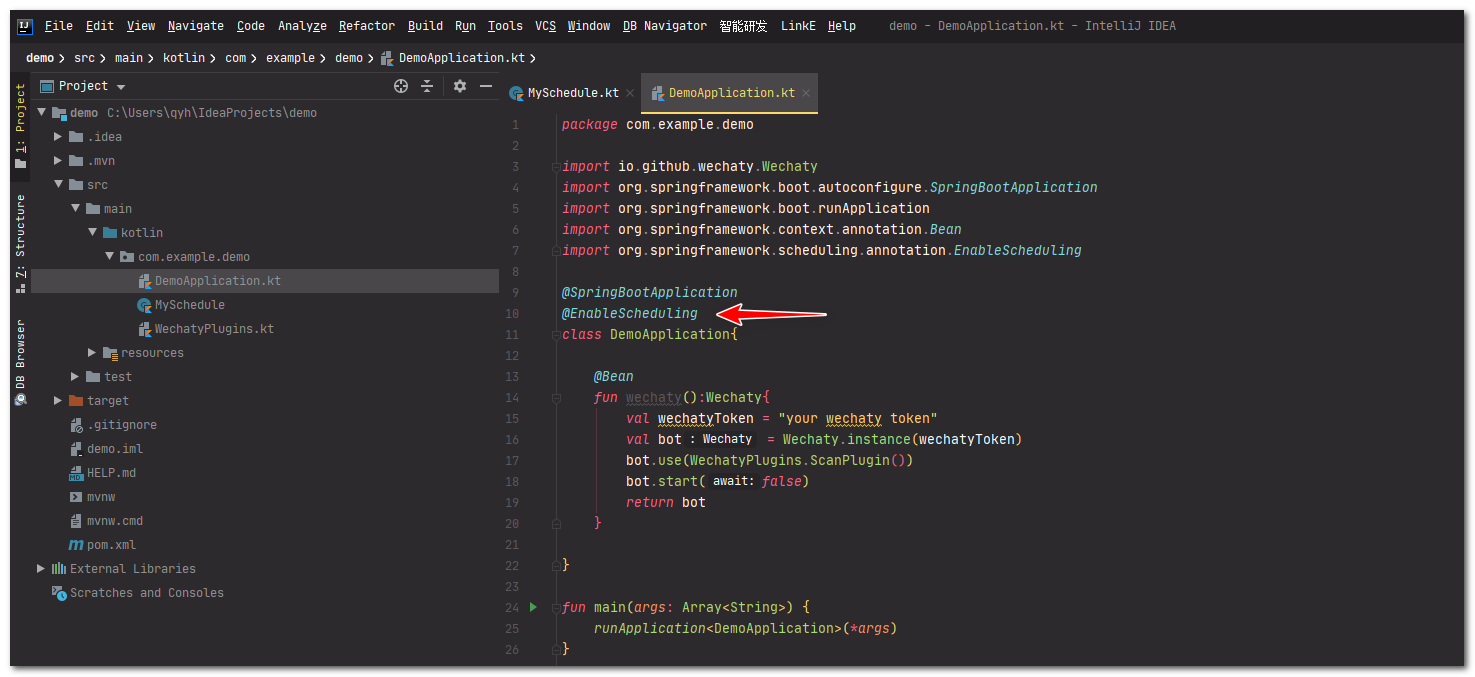 File Edit View Navigate Code Analyze Refactor Build Run Tools VCS Window DB Navigator 智能研发 LinkE Help demo - DemoApplication.kt - IntelliJ IDEA
demo src main kotlin com example demo DemoApplication.kt
1: Project
7: Structure
DB Browser
Project
demo C:\Users\qyh\IdeaProjects\demo
.idea
.mvn
src
main
kotlin
com.example.demo
DemoApplication.kt
MySchedule
WechatyPlugins.kt
resources
test
target
.gitignore
demo.iml
HELP.md
mvnw
mvnw.cmd
pom.xml
External Libraries
Scratches and Consoles
MySchedule.kt DemoApplication.kt
1 package com.example.demo
2
3 import io.github.wechaty.Wechaty
4 import org.springframework.boot.autoconfigure.SpringBootApplication
5 import org.springframework.boot.runApplication
6 import org.springframework.context.annotation.Bean
7 import org.springframework.scheduling.annotation.EnableScheduling
8
9 @SpringBootApplication
10 @EnableScheduling
11 class DemoApplication{
12
13 @Bean
14 fun wechaty():Wechaty{
15 val wechatyToken = "your wechaty token"
16 val bot : Wechaty = Wechaty.instance(wechatyToken)
17 bot.use(WechatyPlugins.ScanPlugin())
18 bot.start( await: false)
19 return bot
20 }
21
22 }
23
24 fun main(args: Array<String>) {
25 runApplication<DemoApplication>(*args)
26 }